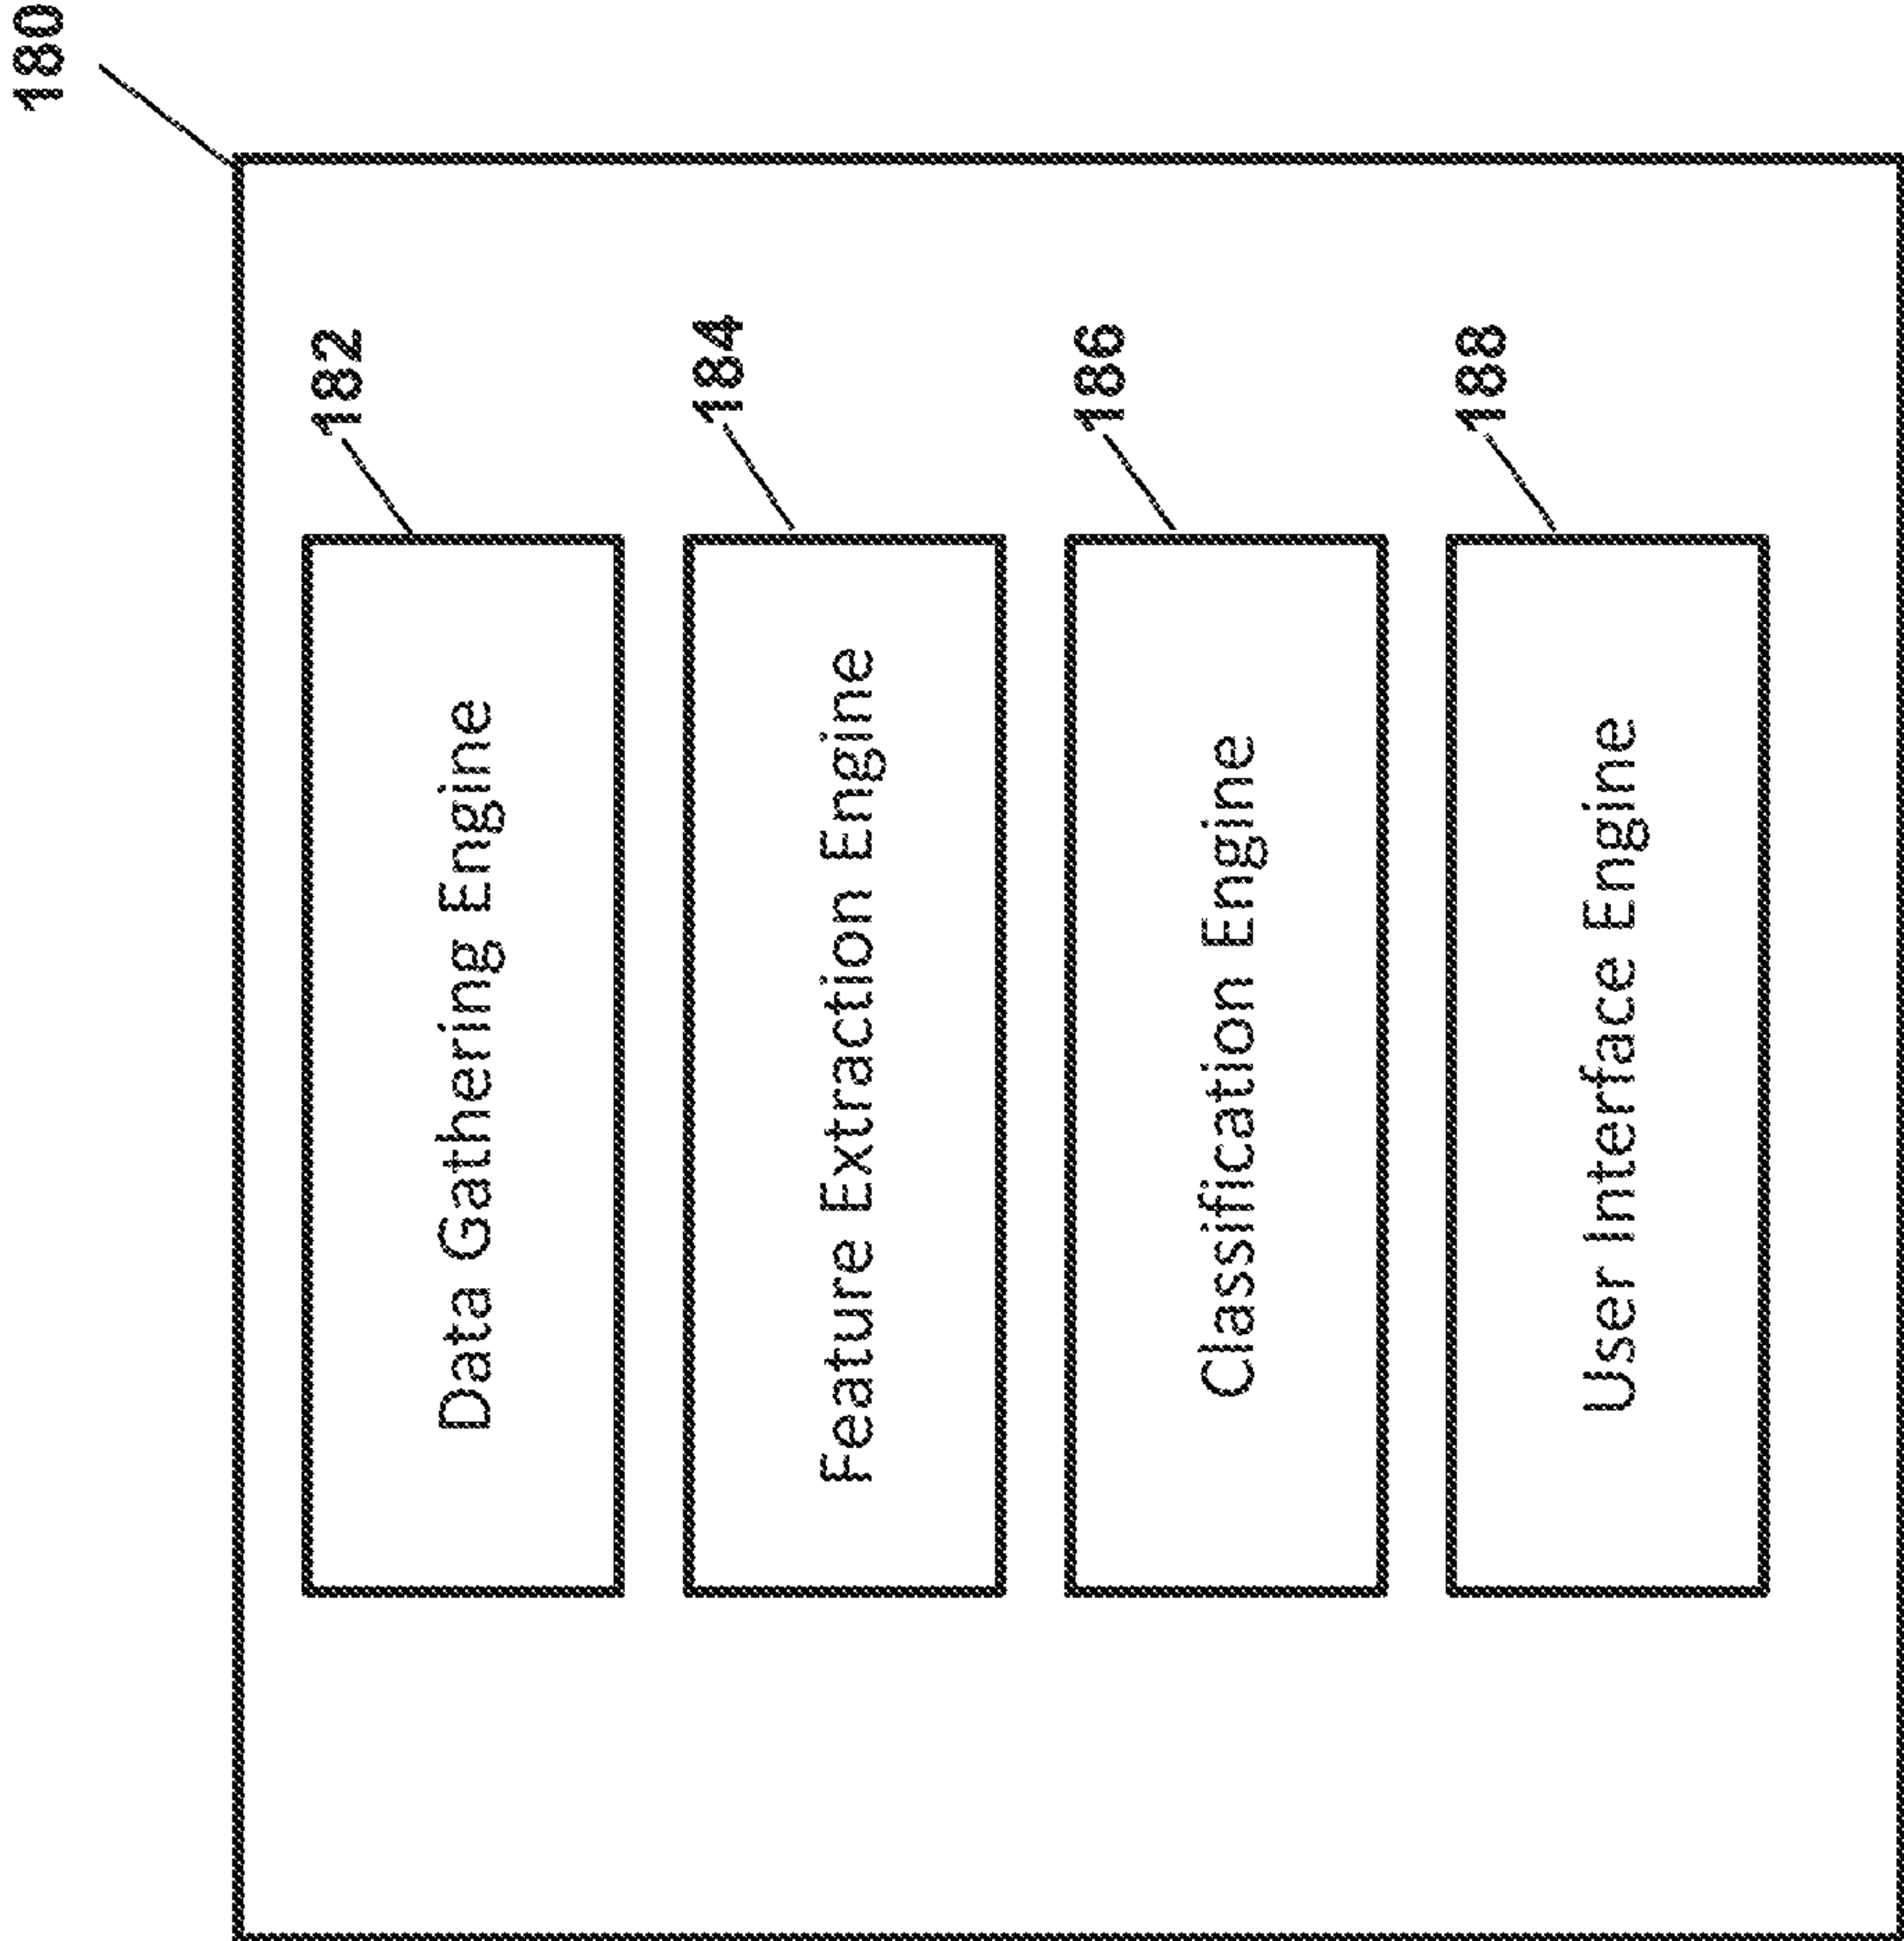 180
182
Data Gathering Engine
184
Feature Extraction Engine
186
Classification Engine
188
User Interface Engine